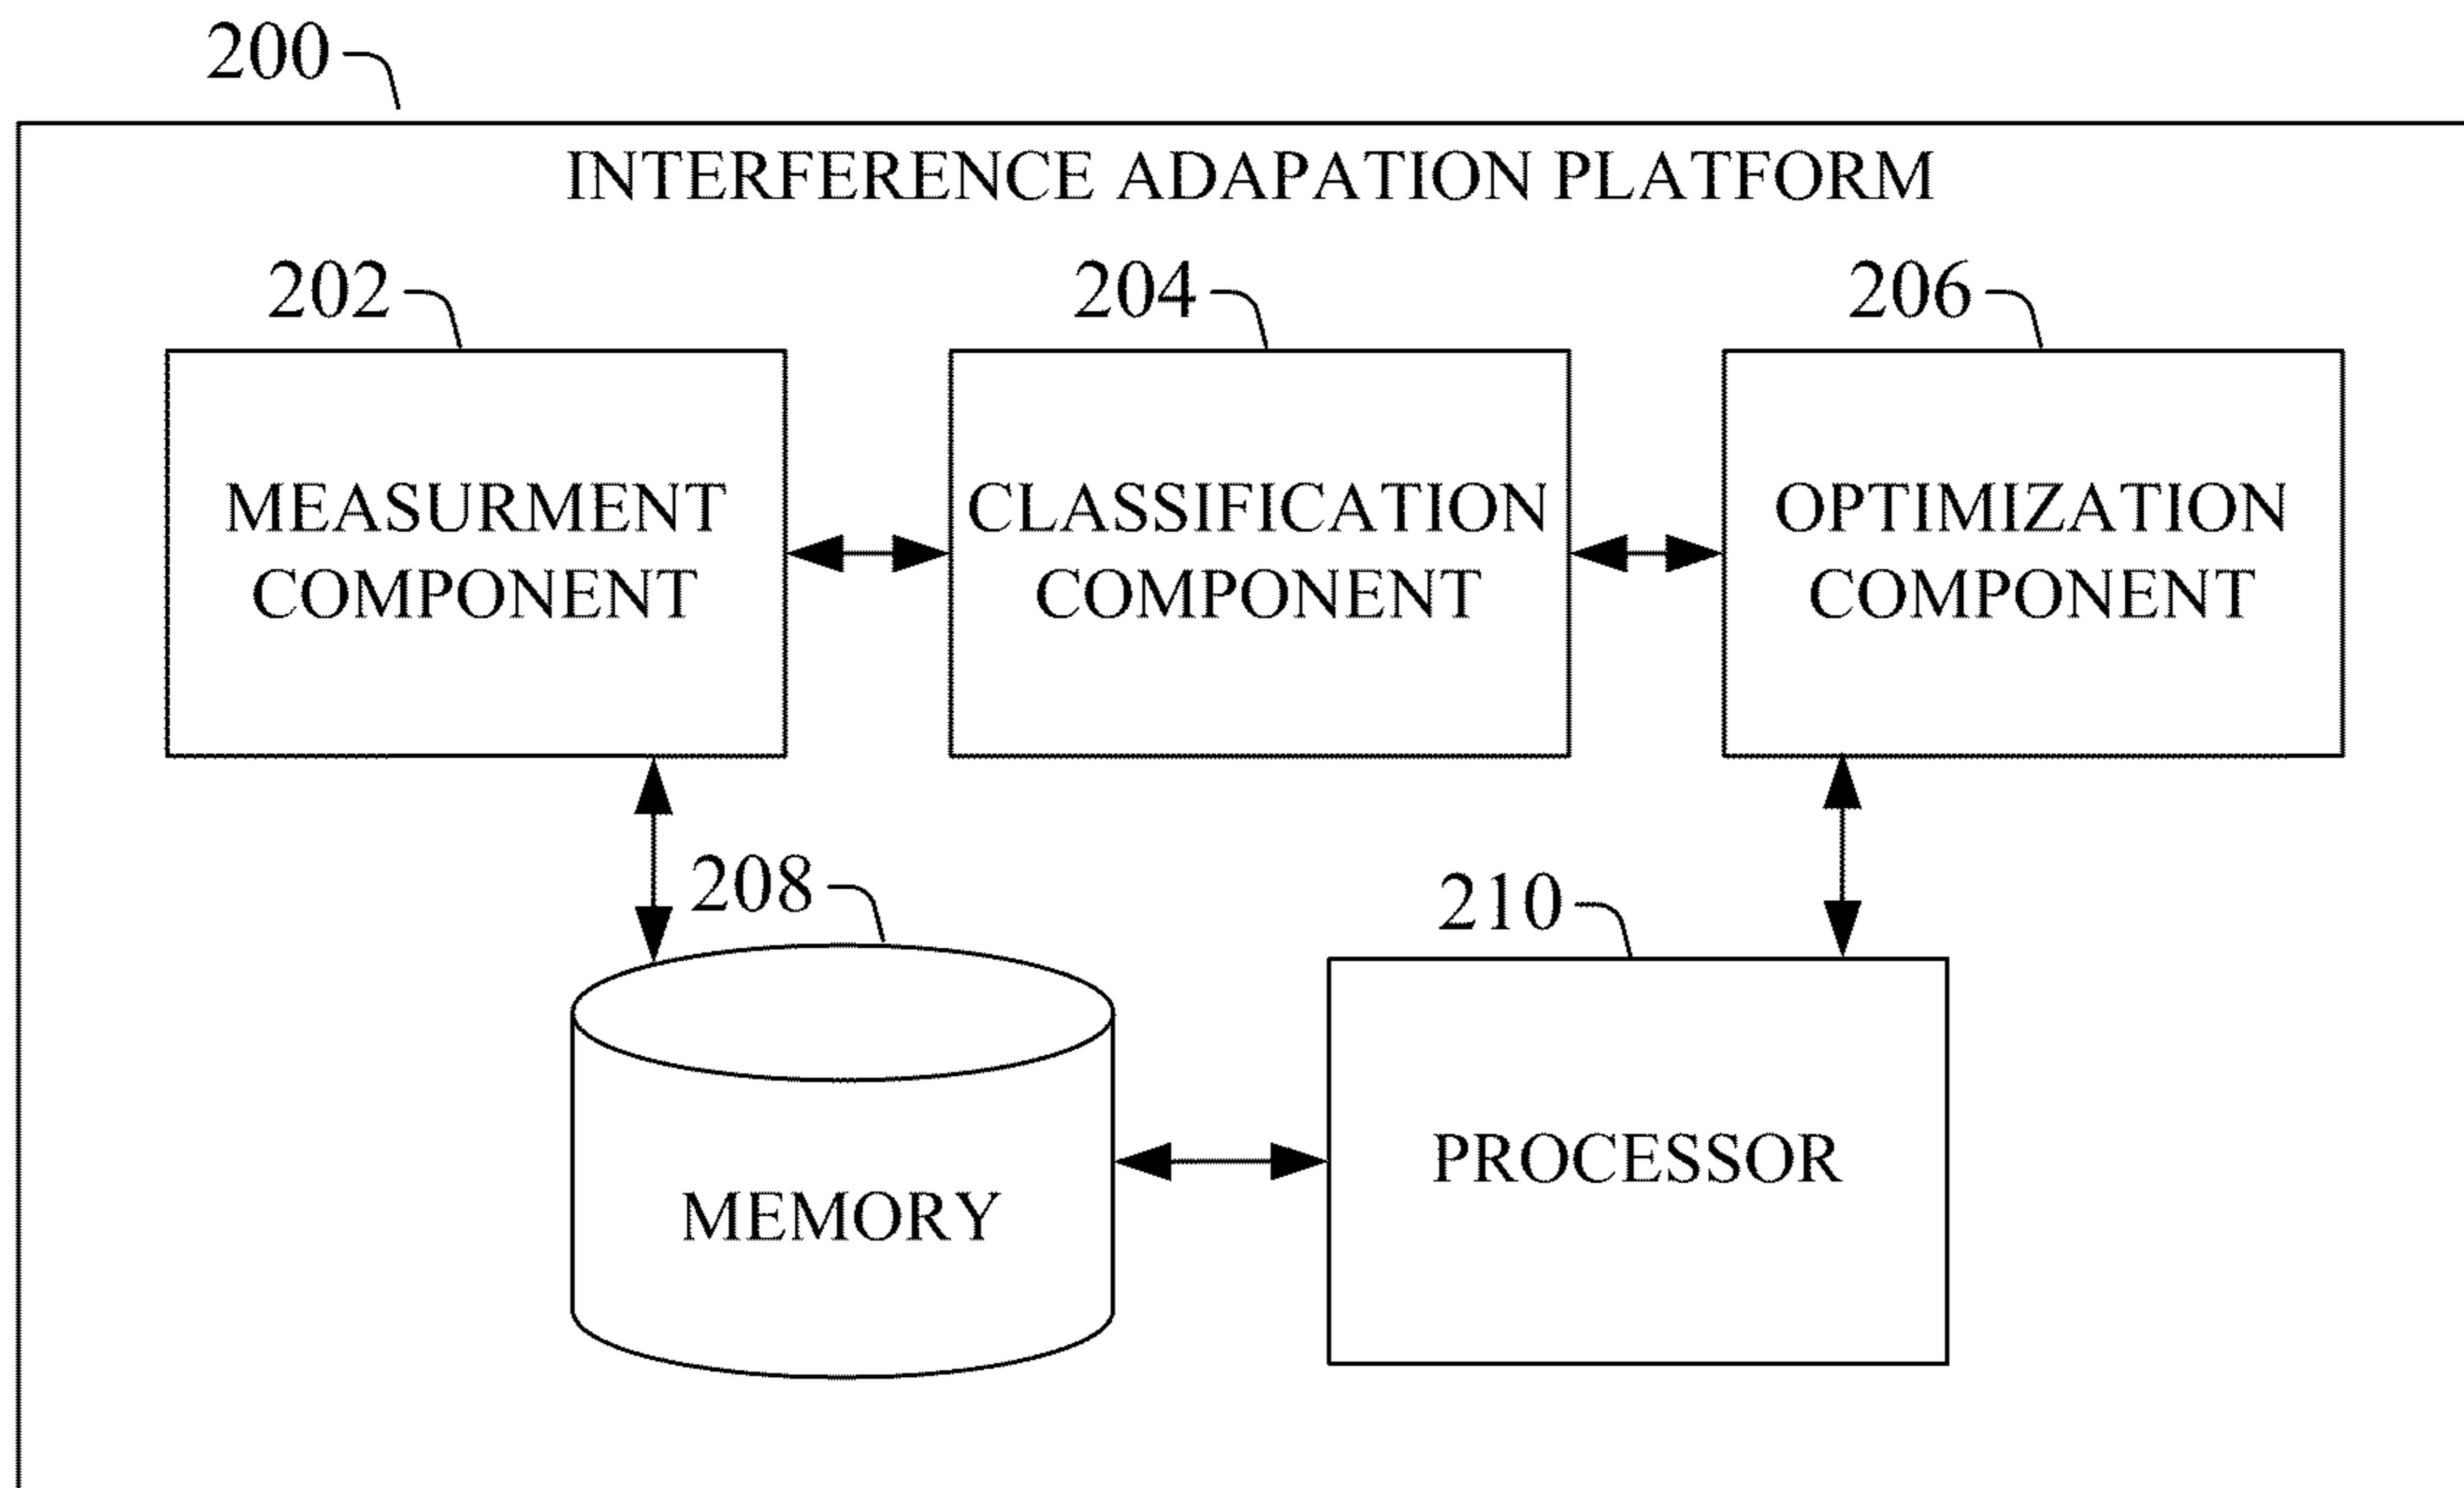 200
INTERFERENCE ADAPATION PLATFORM
202
204
206
MEASURMENT
COMPONENT
CLASSIFICATION
COMPONENT
OPTIMIZATION
COMPONENT
208
210
MEMORY
PROCESSOR